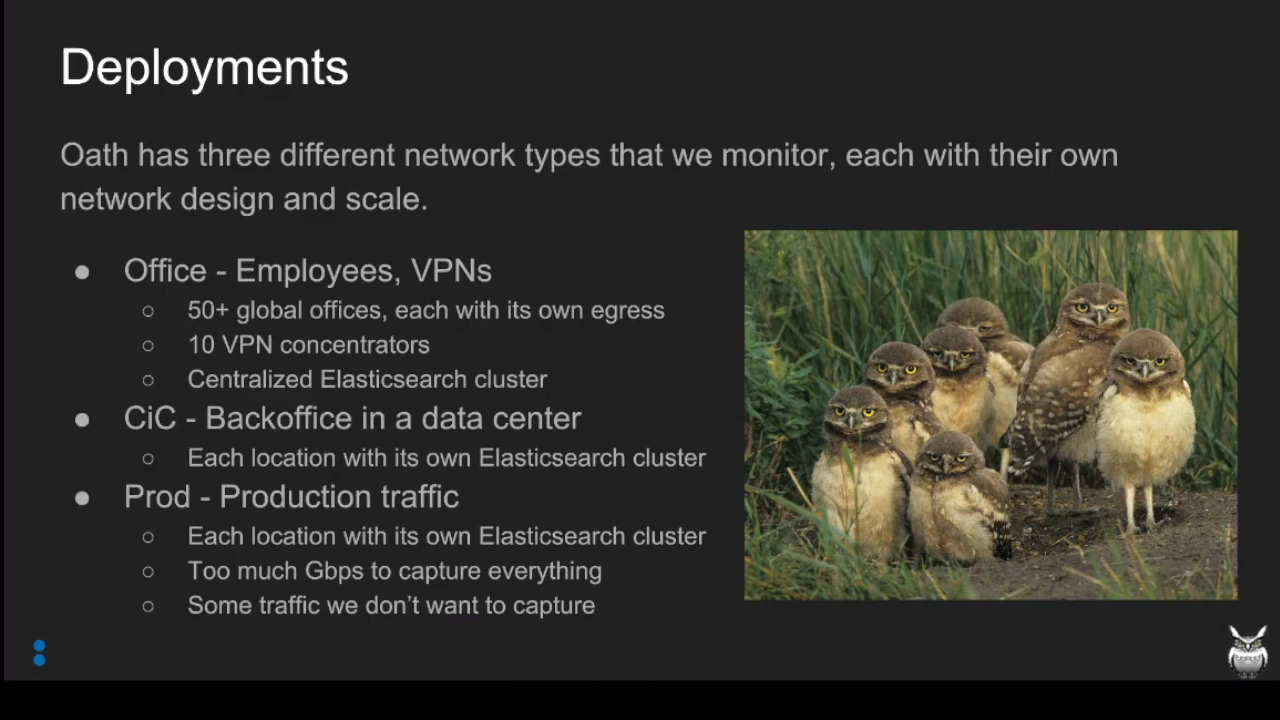 Deployments
Oath has three different network types that we monitor, each with their own
network design and scale.
● Office - Employees, VPNs
○ 50+ global offices, each with its own egress
○ 10 VPN concentrators
○ Centralized Elasticsearch cluster
● CiC - Backoffice in a data center
○ Each location with its own Elasticsearch cluster
● Prod - Production traffic
○ Each location with its own Elasticsearch cluster
○ Too much Gbps to capture everything
○ Some traffic we don’t want to capture